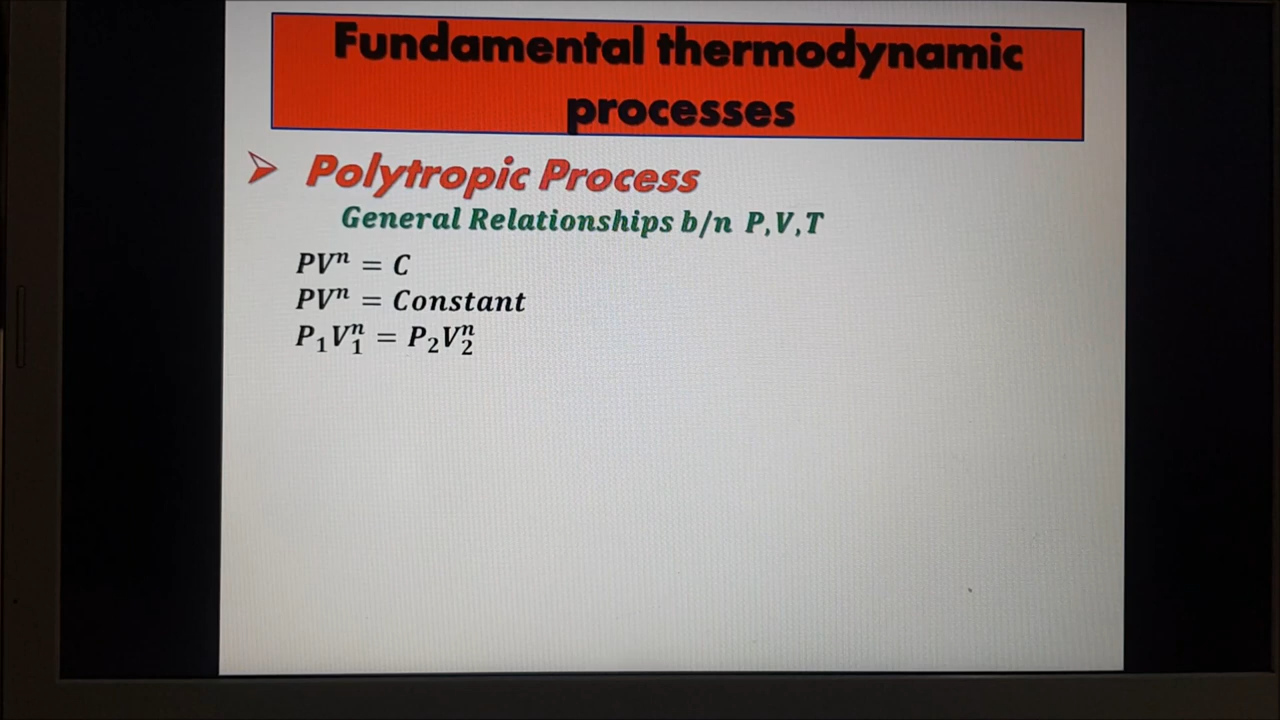 Fundamental thermodynamic
processes
Polytropic Process
General Relationships b/n P,V,T
PVⁿ = C
PVⁿ = Constant
P₁V₁ⁿ = P₂V₂ⁿ